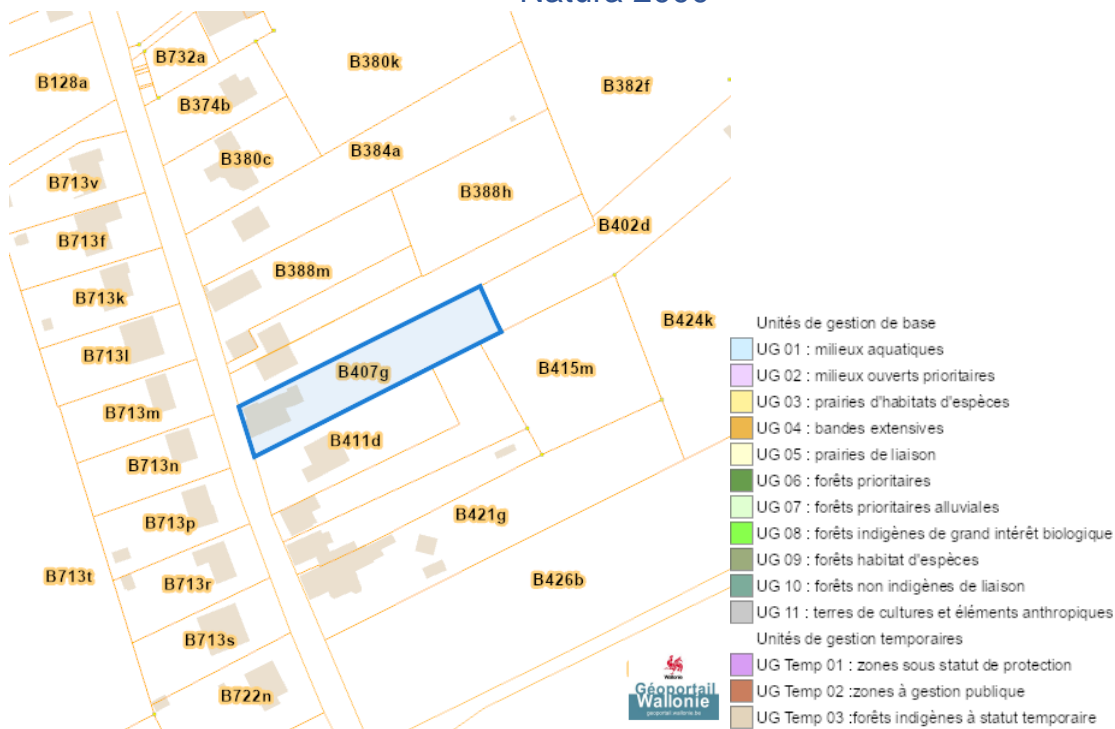 Natura 2000
B732a
B128a
B380k
B382f
B374b
B384a
B380c
B713v
B388h
B402d
B713f
B388m
B713k
B424k
B713l
B407g
B415m
B713m
B411d
B713n
B421g
B713p
B713t
B713r
B426b
B713s
B722n
Unités de gestion de base
UG 01 : milieux aquatiques
UG 02 : milieux ouverts prioritaires
UG 03 : prairies d'habitats d'espèces
UG 04 : bandes extensives
UG 05 : prairies de liaison
UG 06 : forêts prioritaires
UG 07 : forêts prioritaires alluviales
UG 08 : forêts indigènes de grand intérêt biologique
UG 09 : forêts habitat d'espèces
UG 10 : forêts non indigènes de liaison
UG 11 : terres de cultures et éléments anthropiques
Unités de gestion temporaires
UG Temp 01 : zones sous statut de protection
UG Temp 02 :zones à gestion publique
UG Temp 03 :forêts indigènes à statut temporaire
Wallonie
Géoportail
Wallonie
geoportail.wallonie.be